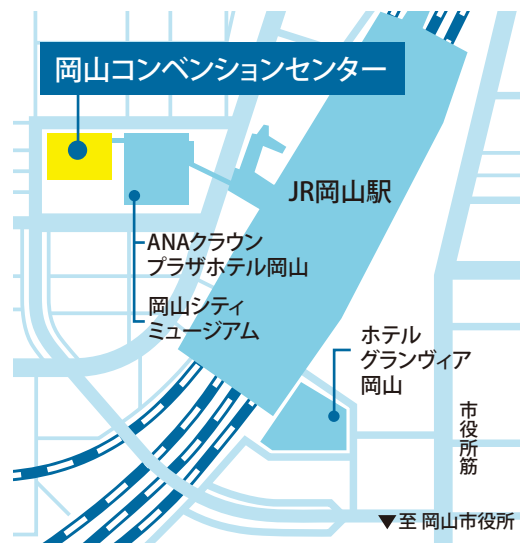 岡山コンベンションセンター
JR岡山駅
ANAクラウン
プラザホテル岡山
岡山シティ
ミュージアム
ホテル
グランヴィア
岡山
市役所筋
▼至 岡山市役所